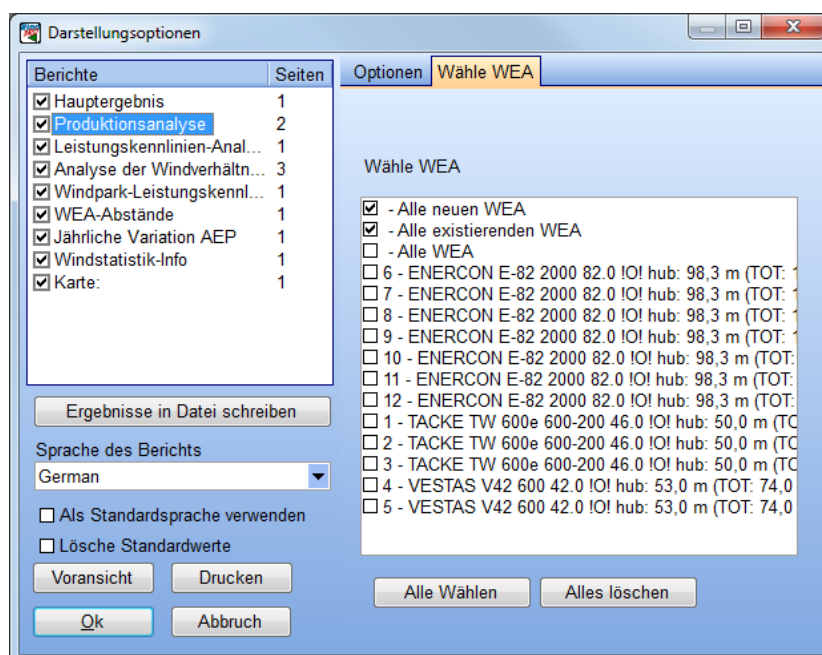 Darstellungsoptionen
Berichte Seiten
Hauptergebnis 1
Produktionsanalyse 2
Leistungskennlinien-Anal... 1
Analyse der Windverhältn... 3
Windpark-Leistungskennl... 1
WEA-Abstände 1
Jährliche Variation AEP 1
Windstatistik-Info 1
Karte: 1
Ergebnisse in Datei schreiben
Sprache des Berichts
German
Als Standardsprache verwenden
Lösche Standardwerte
Voransicht Drucken
Ok Abbruch
Optionen Wähle WEA
Wähle WEA
- Alle neuen WEA
- Alle existierenden WEA
- Alle WEA
6 - ENERCON E-82 2000 82.0 !O! hub: 98,3 m (TOT: 1
7 - ENERCON E-82 2000 82.0 !O! hub: 98,3 m (TOT: 1
8 - ENERCON E-82 2000 82.0 !O! hub: 98,3 m (TOT: 1
9 - ENERCON E-82 2000 82.0 !O! hub: 98,3 m (TOT: 1
10 - ENERCON E-82 2000 82.0 !O! hub: 98,3 m (TOT:
11 - ENERCON E-82 2000 82.0 !O! hub: 98,3 m (TOT:
12 - ENERCON E-82 2000 82.0 !O! hub: 98,3 m (TOT:
1 - TACKE TW 600e 600-200 46.0 !O! hub: 50,0 m (TO
2 - TACKE TW 600e 600-200 46.0 !O! hub: 50,0 m (TO
3 - TACKE TW 600e 600-200 46.0 !O! hub: 50,0 m (TO
4 - VESTAS V42 600 42.0 !O! hub: 53,0 m (TOT: 74,0
5 - VESTAS V42 600 42.0 !O! hub: 53,0 m (TOT: 74,0
Alle Wählen Alles löschen